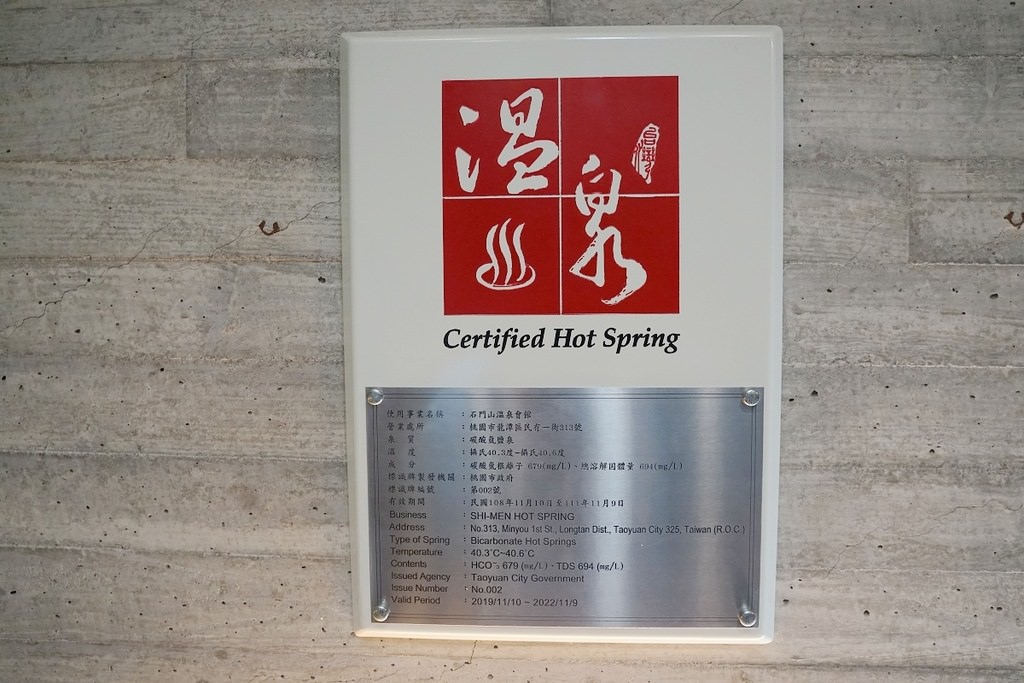 溫泉
Certified Hot Spring
使用事業名稱 : 石門山溫泉會館
營業處所 : 桃園市龍潭區民有一街313號
泉 質 : 碳酸氫鹽泉
溫 度 : 攝氏40.3度-攝氏40.6度
成 分 : 碳酸氫根離子 679(mg/L)、總溶解固體量 694(mg/L)
標識牌製發機關 : 桃園市政府
標識牌編號 : 第002號
有效期間 : 民國108年11月10日至111年11月9日
Business : SHI-MEN HOT SPRING
Address : No.313, Minyou 1st St., Longtan Dist., Taoyuan City 325, Taiwan (R.O.C.)
Type of Spring : Bicarbonate Hot Springs
Temperature : 40.3°C~40.6°C
Contents : HCO⁻₃ 679 (mg/L)、TDS 694 (mg/L)
Issued Agency : Taoyuan City Government
Issue Number : No.002
Valid Period : 2019/11/10 ~ 2022/11/9